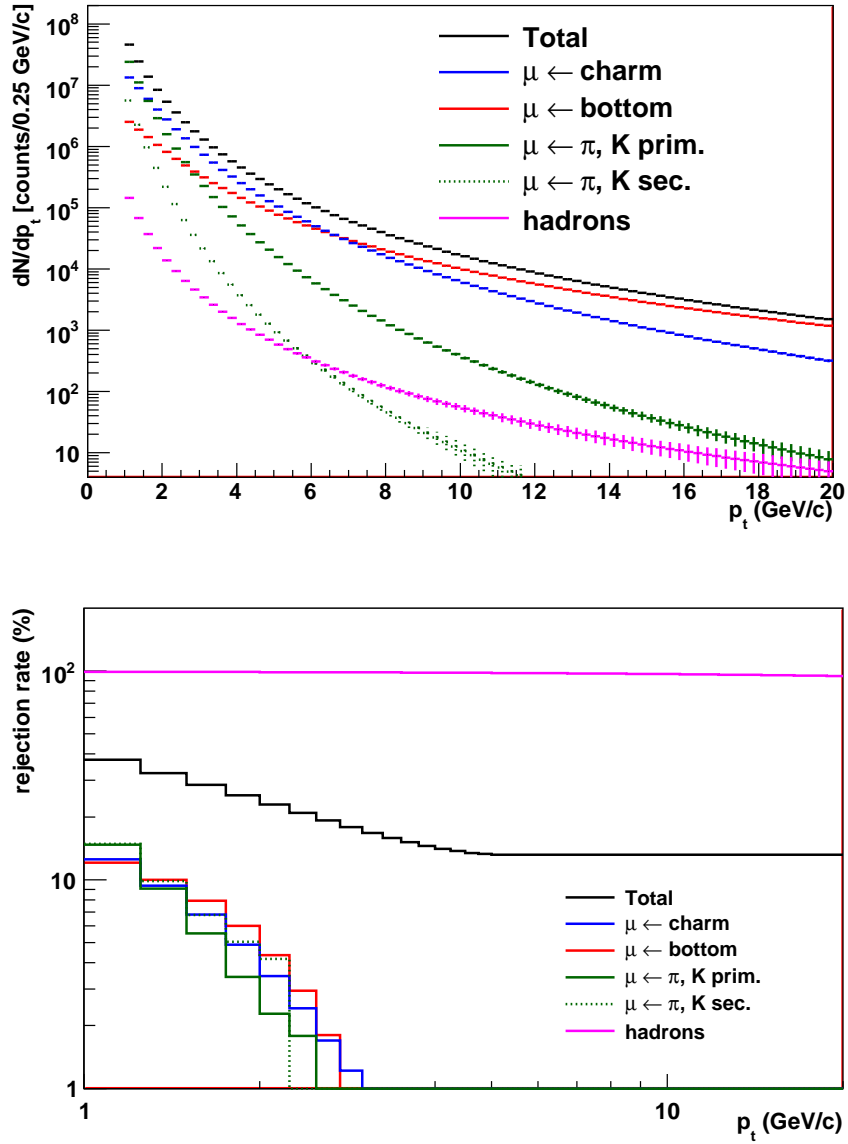 dN/dp_t [counts/0.25 GeV/c]
10^8
10^7
10^6
10^5
10^4
10^3
10^2
10
Total
μ ← charm
μ ← bottom
μ ← π, K prim.
μ ← π, K sec.
hadrons
0 2 4 6 8 10 12 14 16 18 20
p_t (GeV/c)
rejection rate (%)
10^2
10
1
Total
μ ← charm
μ ← bottom
μ ← π, K prim.
μ ← π, K sec.
hadrons
1 10
p_t (GeV/c)